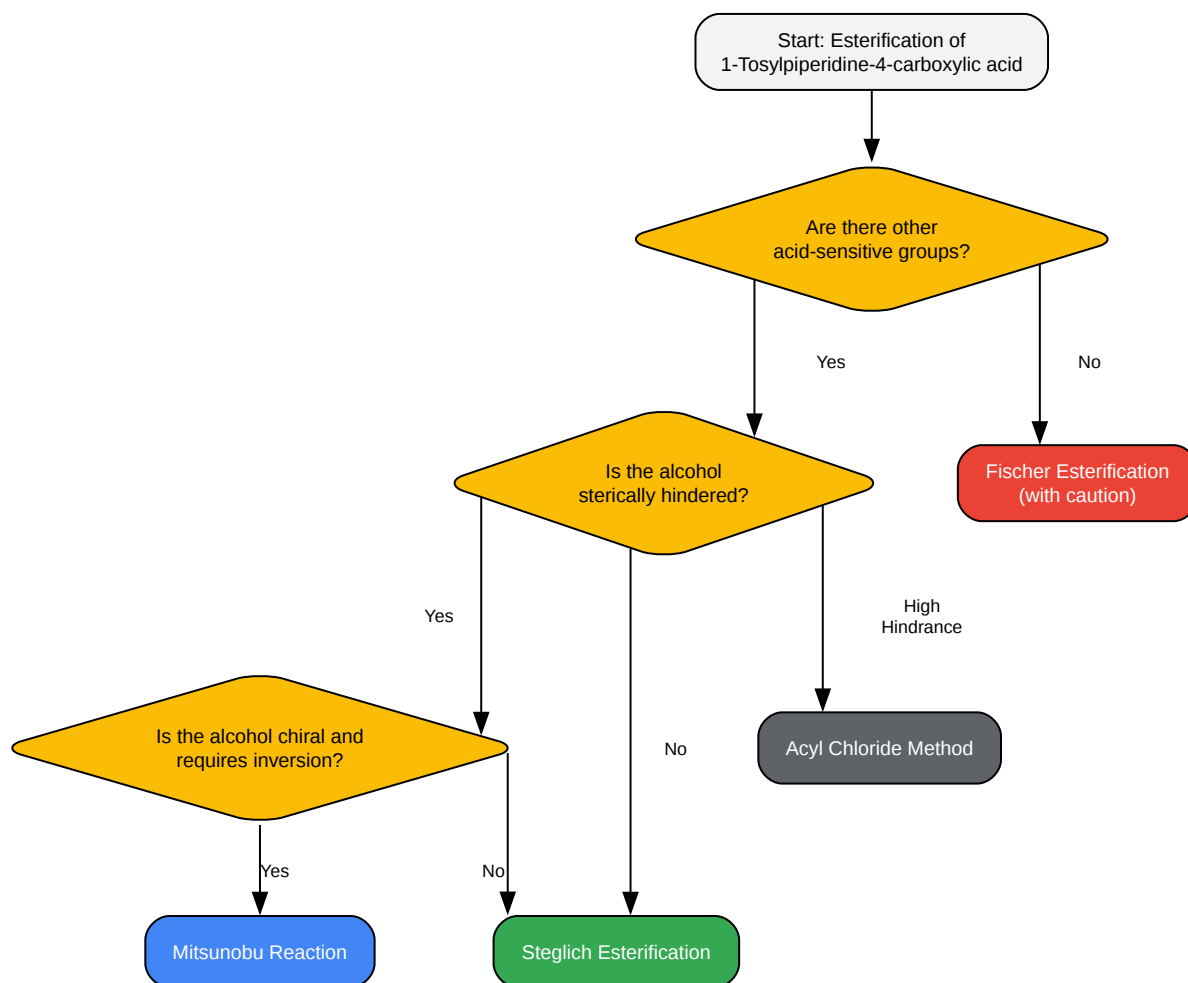 Start: Esterification of
1-Tosylpiperidine-4-carboxylic acid
Are there other
acid-sensitive groups?
Yes
No
Is the alcohol
sterically hindered?
Fischer Esterification
(with caution)
Yes
High
Hindrance
Is the alcohol chiral and
requires inversion?
No
Acyl Chloride Method
Yes
No
Mitsunobu Reaction
Steglich Esterification